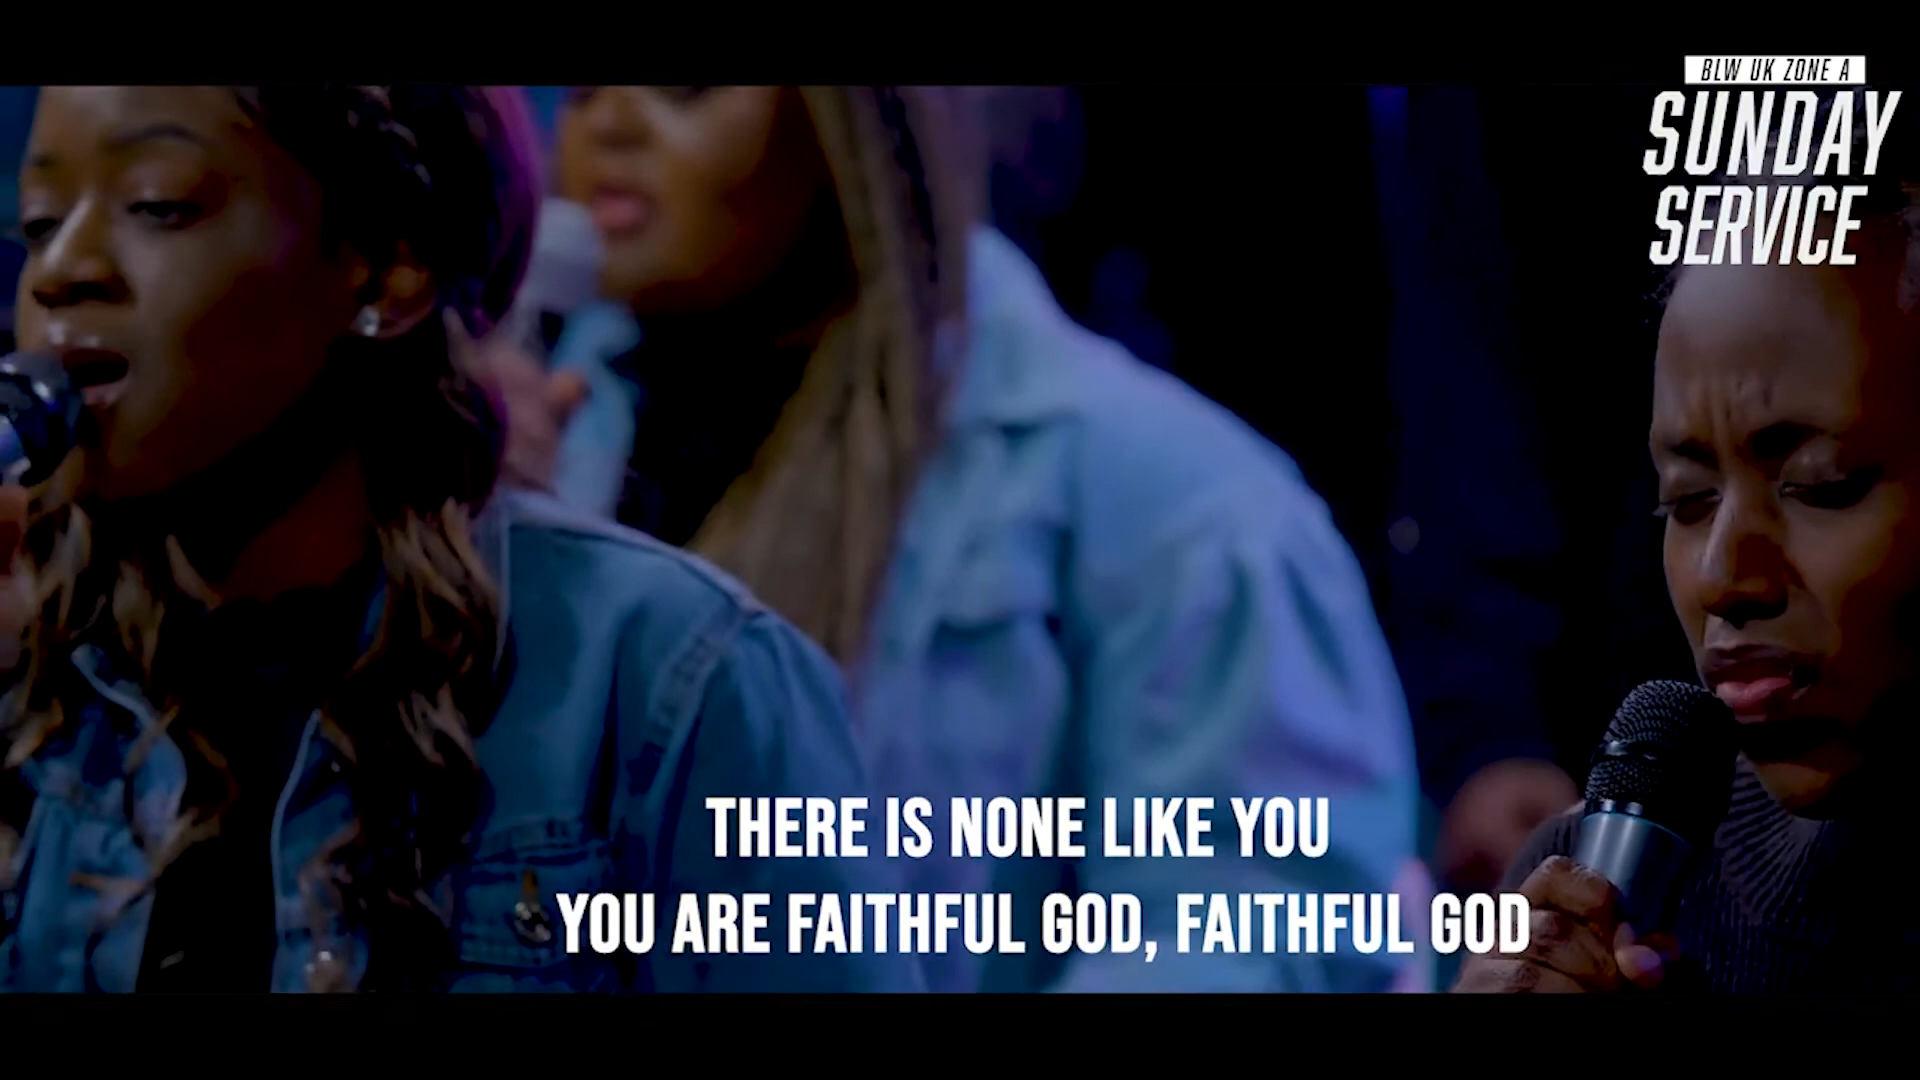 BLW UK ZONE A
SUNDAY
SERVICE
THERE IS NONE LIKE YOU
YOU ARE FAITHFUL GOD, FAITHFUL GOD